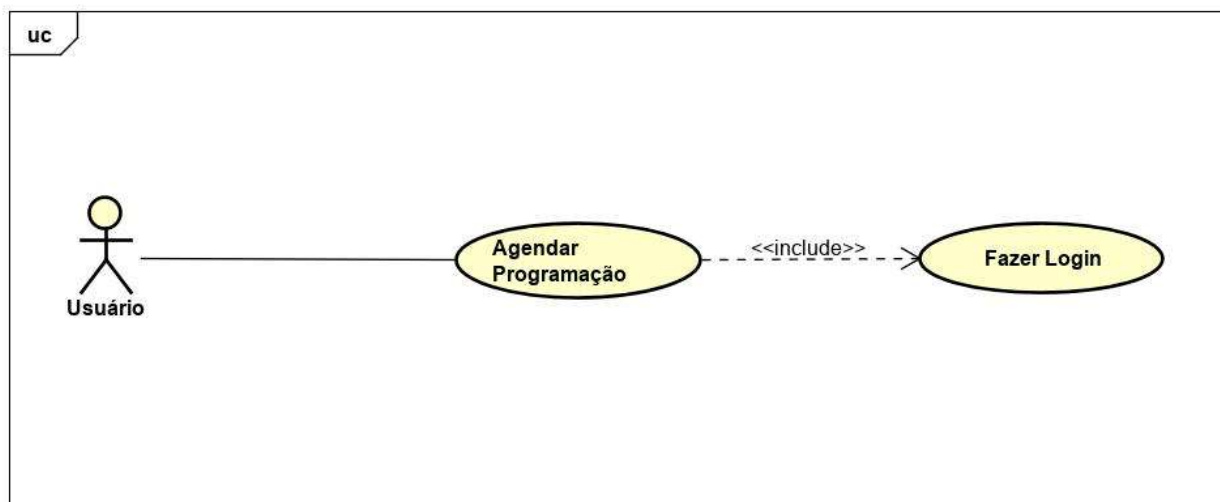 uc
Usuário
Agendar
Programação
<<include>>
Fazer Login